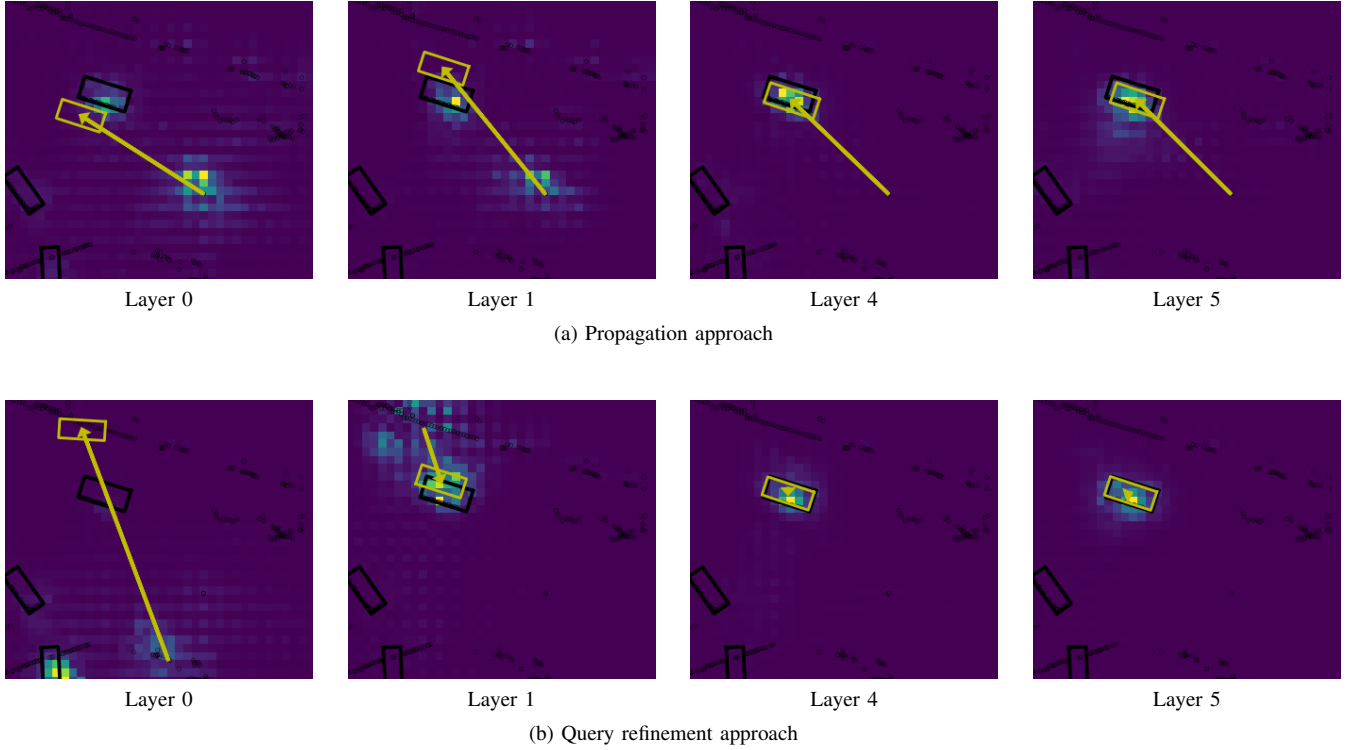 Layer 0
Layer 1
Layer 4
Layer 5
(a) Propagation approach
Layer 0
Layer 1
Layer 4
Layer 5
(b) Query refinement approach